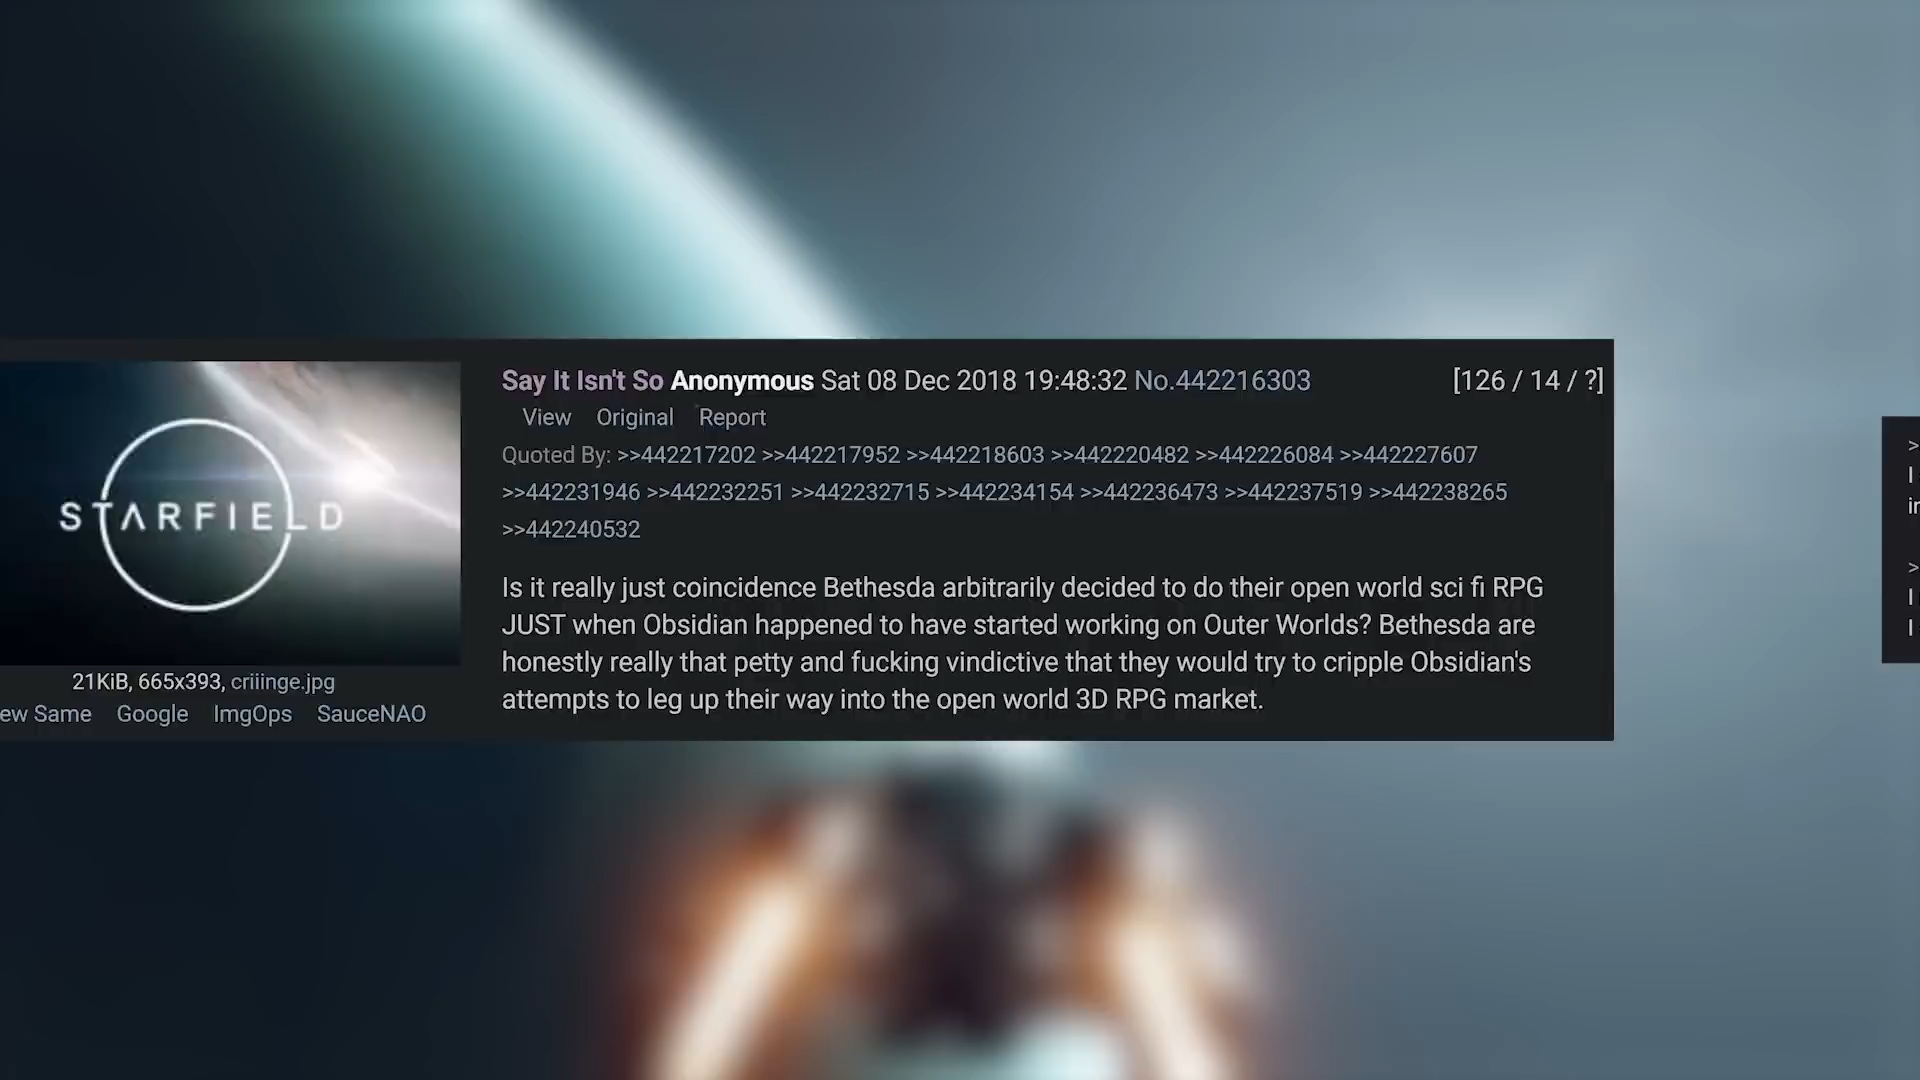 STARFIELD
21KiB, 665x393, criiinge.jpg
ew Same Google ImgOps SauceNAO
Say It Isn't So Anonymous Sat 08 Dec 2018 19:48:32 No.442216303 [126 / 14 / ?]
View Original Report
Quoted By: >>442217202 >>442217952 >>442218603 >>442220482 >>442226084 >>442227607
>>442231946 >>442232251 >>442232715 >>442234154 >>442236473 >>442237519 >>442238265
>>442240532
Is it really just coincidence Bethesda arbitrarily decided to do their open world sci fi RPG
JUST when Obsidian happened to have started working on Outer Worlds? Bethesda are
honestly really that petty and fucking vindictive that they would try to cripple Obsidian's
attempts to leg up their way into the open world 3D RPG market.
>
I
>
I
I